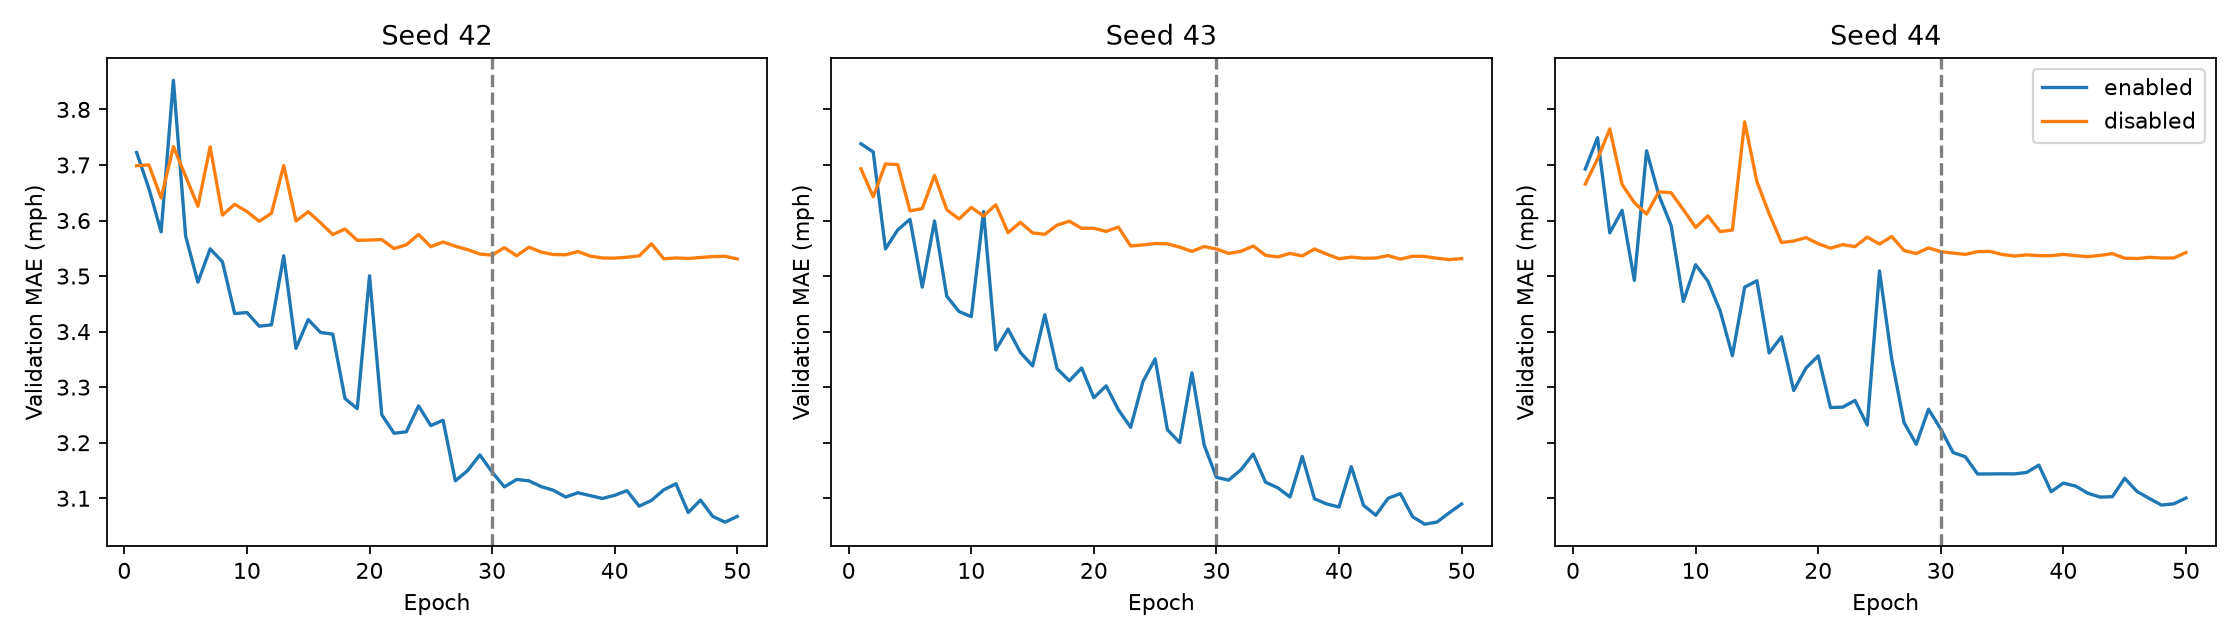 Seed 42
Seed 43
Seed 44
enabled
disabled
Validation MAE (mph)
3.8
3.7
3.6
3.5
3.4
3.3
3.2
3.1
0 10 20 30 40 50
Epoch
Validation MAE (mph)
0 10 20 30 40 50
Epoch
Validation MAE (mph)
0 10 20 30 40 50
Epoch